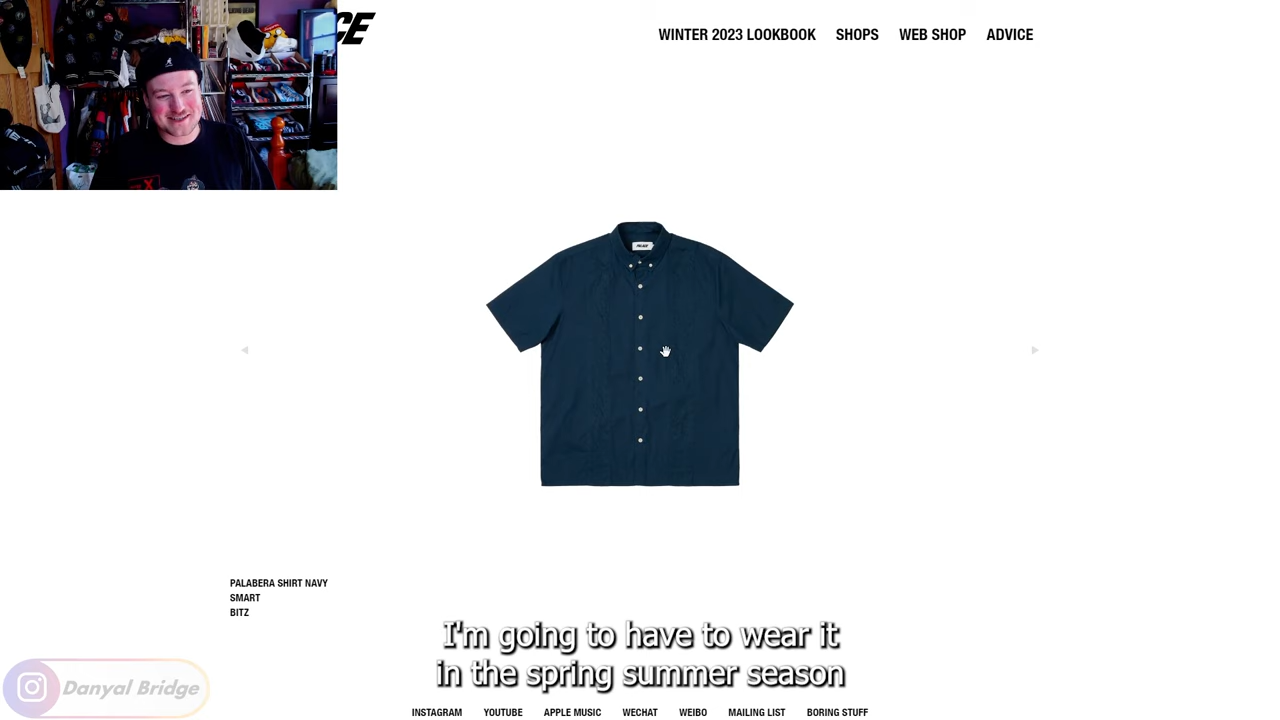 WINTER 2023 LOOKBOOK SHOPS WEB SHOP ADVICE
PALACE
PALABERA SHIRT NAVY
SMART
BITZ
I'm going to have to wear it
in the spring summer season
Danyal Bridge
INSTAGRAM YOUTUBE APPLE MUSIC WECHAT WEIBO MAILING LIST BORING STUFF